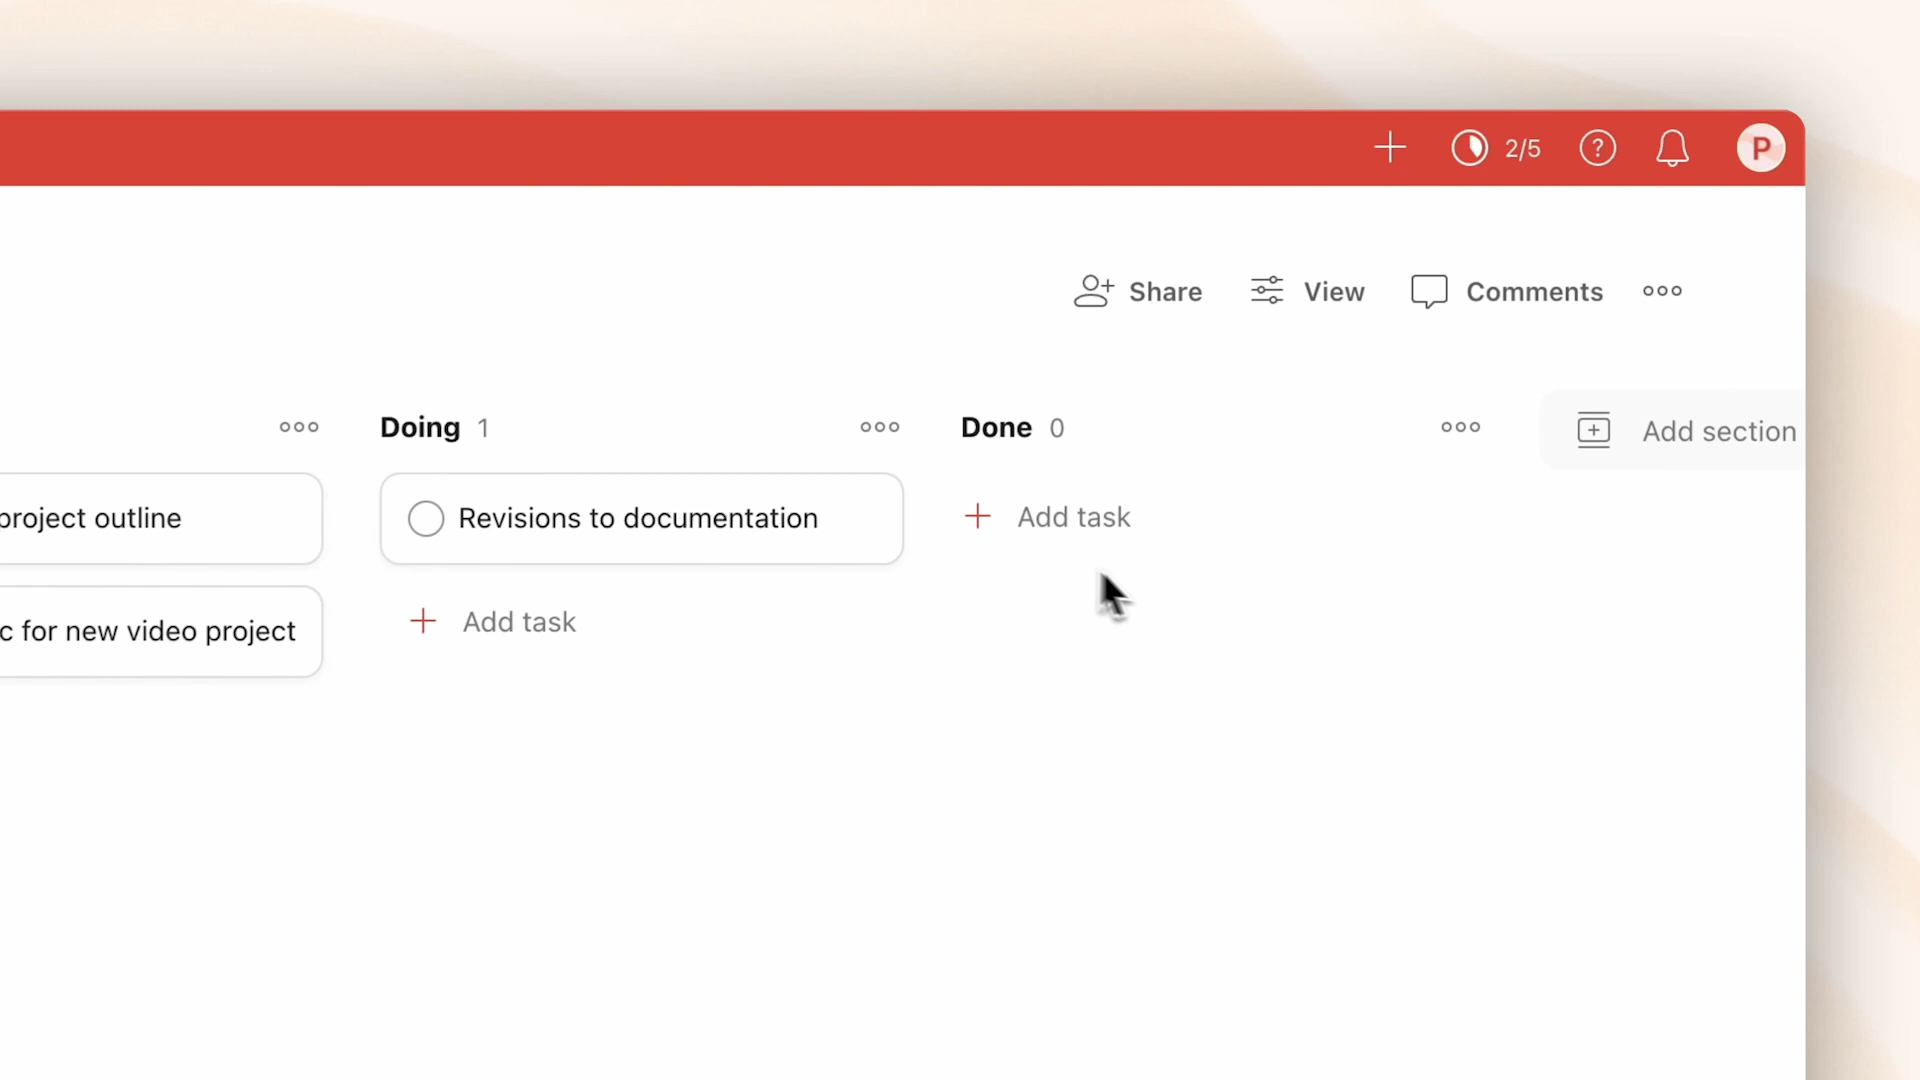 2/5
?
P
Share
View
Comments
Doing 1
Done 0
Add section
project outline
Revisions to documentation
Add task
Add task
for new video project